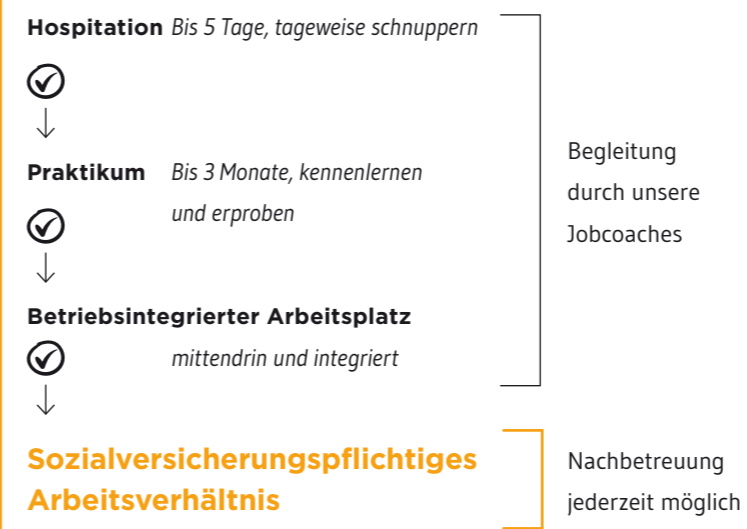 Hospitation Bis 5 Tage, tageweise schnuppern
Praktikum Bis 3 Monate, kennenlernen
und erproben
Betriebsintegrierter Arbeitsplatz
mittendrin und integriert
Begleitung
durch unsere
Jobcoaches
Sozialversicherungspflichtiges
Arbeitsverhältnis
Nachbetreuung
jederzeit möglich